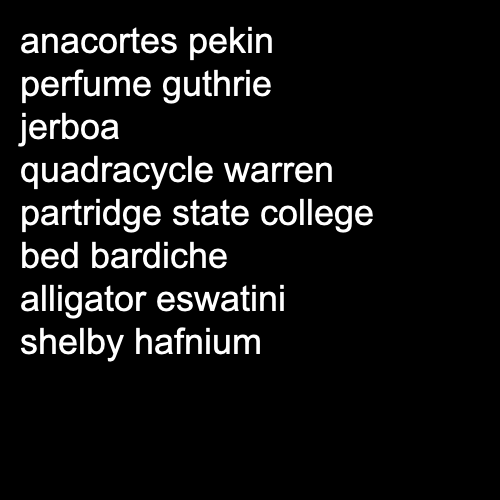 anacortes pekin
perfume guthrie
jerboa
quadracycle warren
partridge state college
bed bardiche
alligator eswatini
shelby hafnium